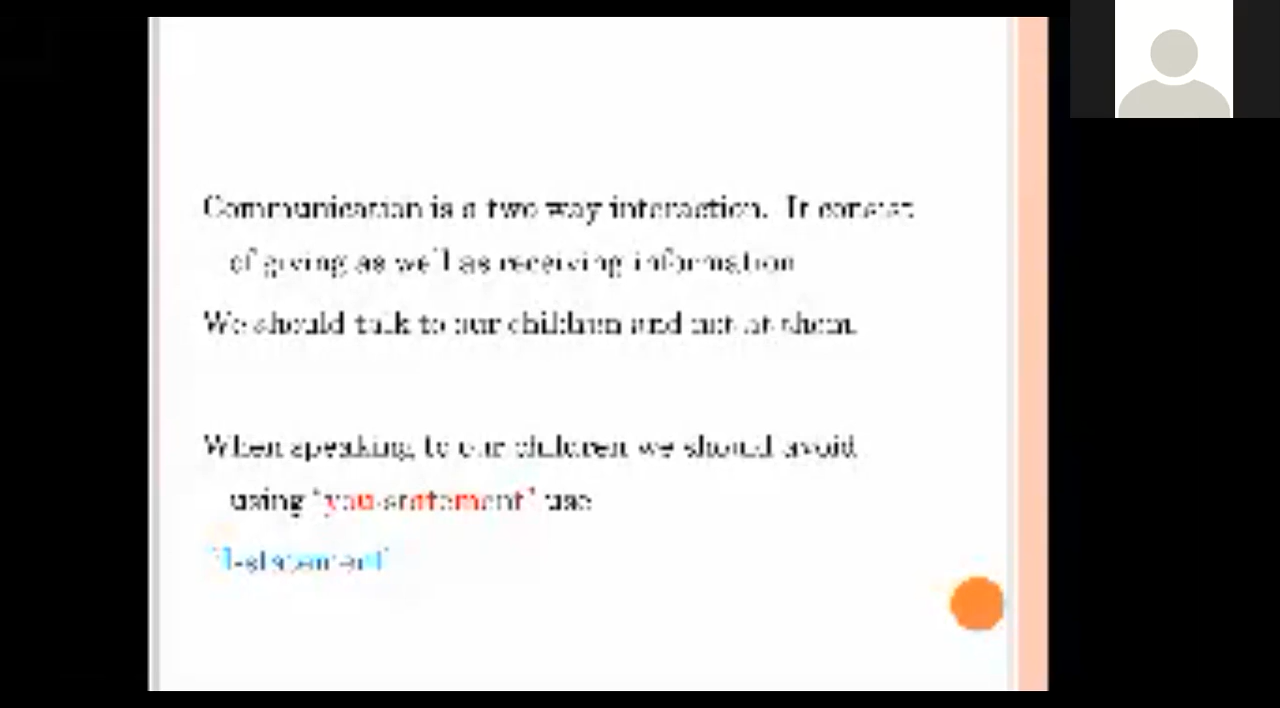 Communication is a two way interaction. It consist
of giving as well as receiving information
We should talk to our children and not at them.
When speaking to our children we should avoid
using 'you-statement' use
'I-statement'